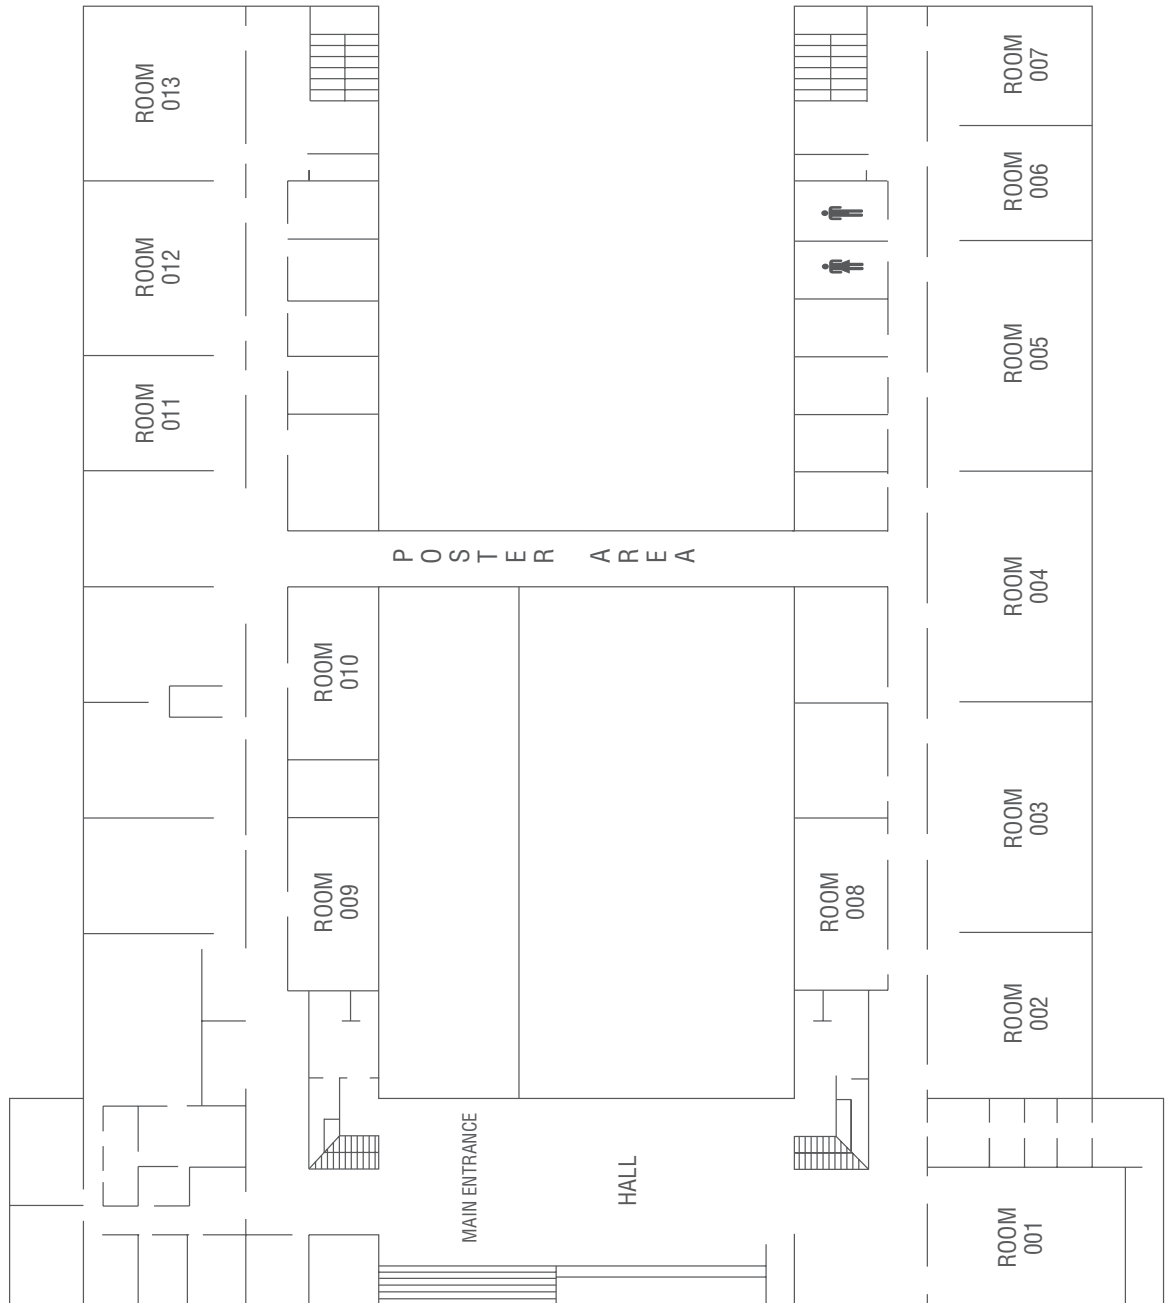 ROOM
013
ROOM
007
ROOM
006
ROOM
012
ROOM
005
ROOM
011
POSTER AREA
ROOM
004
ROOM
010
ROOM
003
ROOM
009
ROOM
008
ROOM
002
MAIN ENTRANCE
HALL
ROOM
001